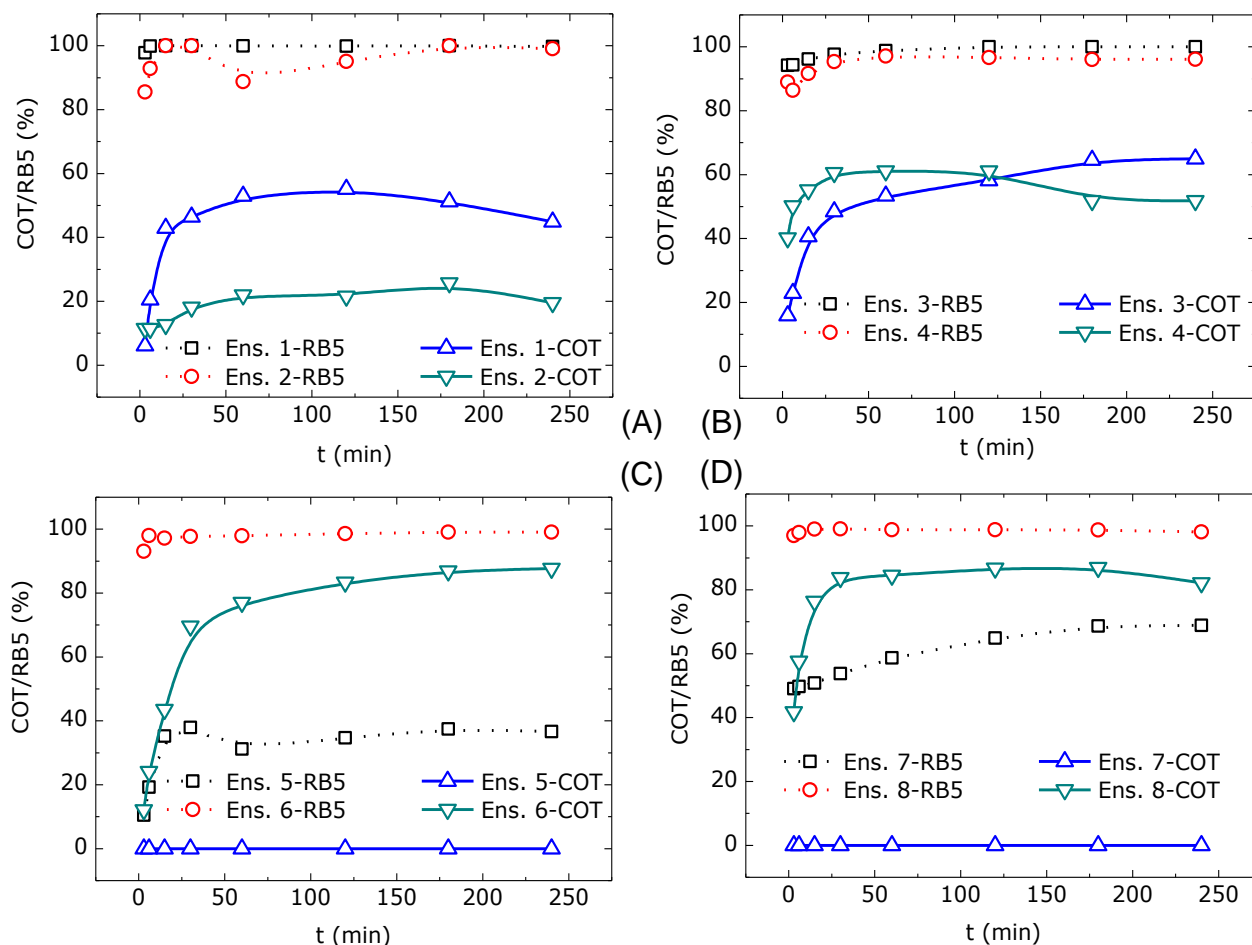 COT/RB5 (%)
100
80
60
40
20
0
Ens. 1-RB5 Ens. 1-COT
Ens. 2-RB5 Ens. 2-COT
0 50 100 150 200 250
t (min)
(A)
COT/RB5 (%)
100
80
60
40
20
0
Ens. 3-RB5 Ens. 3-COT
Ens. 4-RB5 Ens. 4-COT
0 50 100 150 200 250
t (min)
(B)
(C)
COT/RB5 (%)
100
80
60
40
20
0
Ens. 5-RB5 Ens. 5-COT
Ens. 6-RB5 Ens. 6-COT
0 50 100 150 200 250
t (min)
(D)
COT/RB5 (%)
100
80
60
40
20
0
Ens. 7-RB5 Ens. 7-COT
Ens. 8-RB5 Ens. 8-COT
0 50 100 150 200 250
t (min)